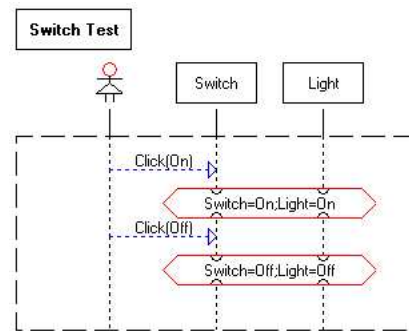 Switch Test
Switch
Light
Click(On)
Switch=On;Light=On
Click(Off)
Switch=Off;Light=Off